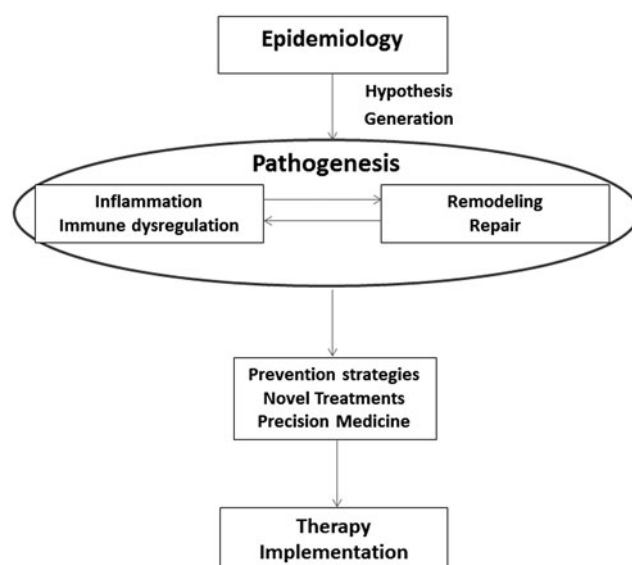 Epidemiology
Hypothesis
Generation
Pathogenesis
Inflammation
Immune dysregulation
Remodeling
Repair
Prevention strategies
Novel Treatments
Precision Medicine
Therapy
Implementation